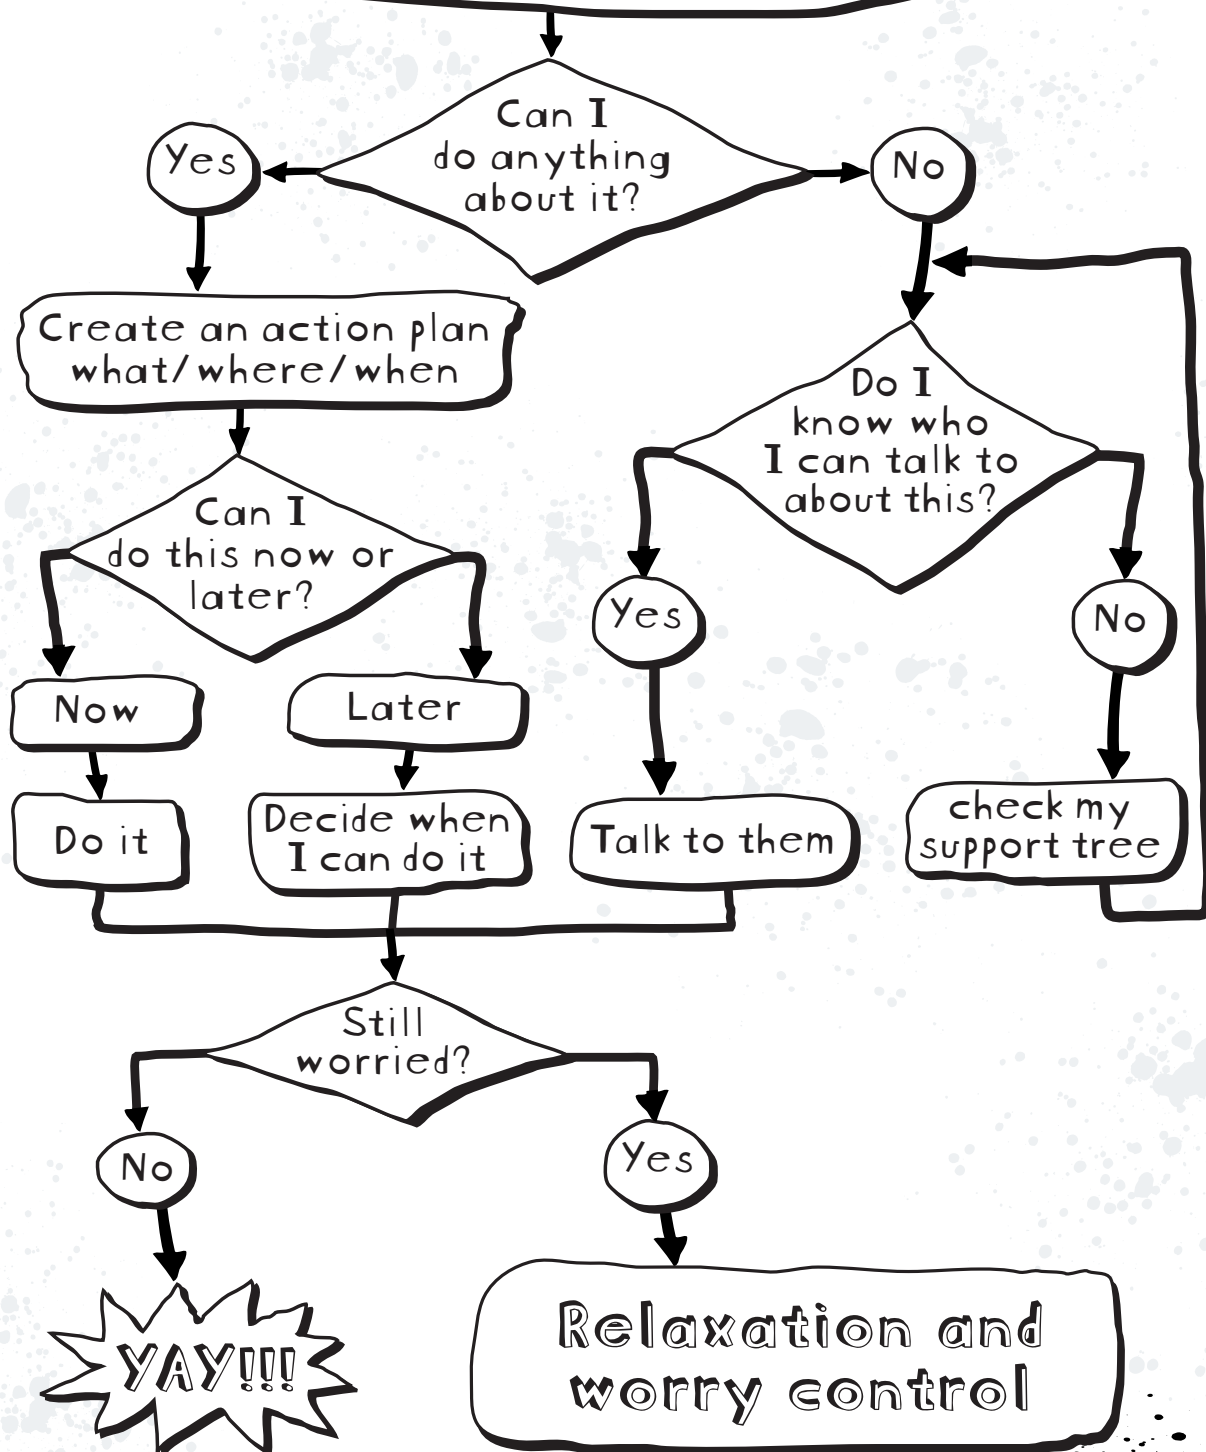 Can I
do anything
about it?
Yes
No
Create an action plan
what/where/when
Do I
know who
I can talk to
about this?
Can I
do this now or
later?
Yes
No
Now
Later
Do it
Decide when
I can do it
Talk to them
check my
support tree
Still
worried?
No
Yes
YAY!!!
Relaxation and
worry control